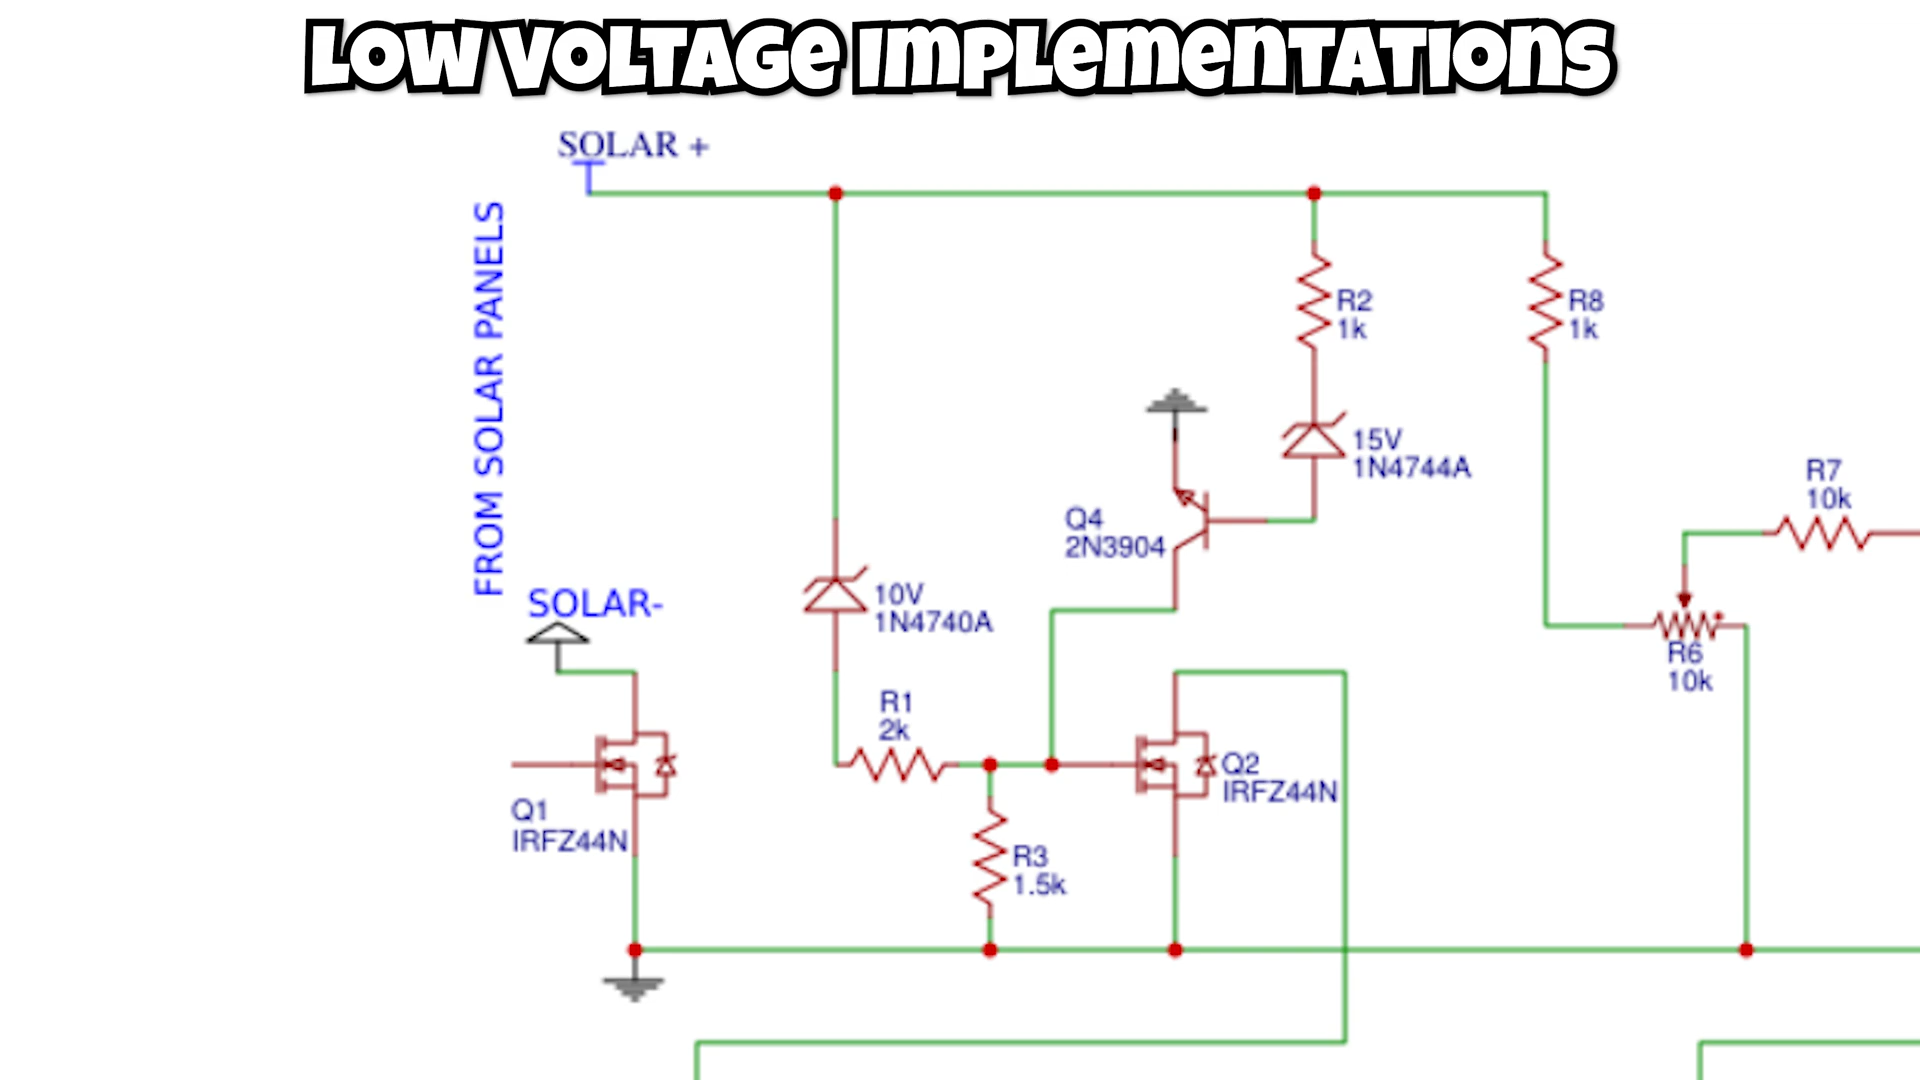 LOW VOLTAGE IMPLEMENTATIONS
SOLAR +
FROM SOLAR PANELS
R2
1k
R8
1k
15V
1N4744A
R7
10k
Q4
2N3904
10V
1N4740A
SOLAR-
R6
10k
R1
2k
Q2
IRFZ44N
Q1
IRFZ44N
R3
1.5k